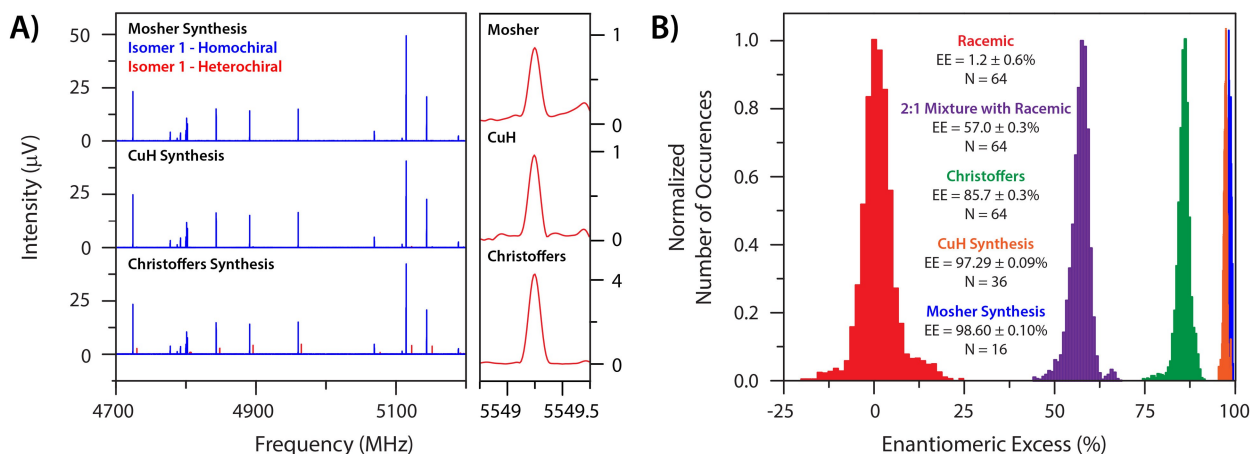 A)
Intensity (μV)
50
25
0
25
0
25
0
Mosher Synthesis
Isomer 1 - Homochiral
Isomer 1 - Heterochiral
CuH Synthesis
Christoffers Synthesis
4700
4900
5100
Frequency (MHz)
Mosher
1
0
CuH
1
0
Christoffers
4
0
5549
5549.5
B)
Normalized
Number of Occurences
1.0
0.8
0.6
0.4
0.2
0.0
Racemic
EE = 1.2 ± 0.6%
N = 64
2:1 Mixture with Racemic
EE = 57.0 ± 0.3%
N = 64
Christoffers
EE = 85.7 ± 0.3%
N = 64
CuH Synthesis
EE = 97.29 ± 0.09%
N = 36
Mosher Synthesis
EE = 98.60 ± 0.10%
N = 16
-25
0
25
50
75
100
Enantiomeric Excess (%)